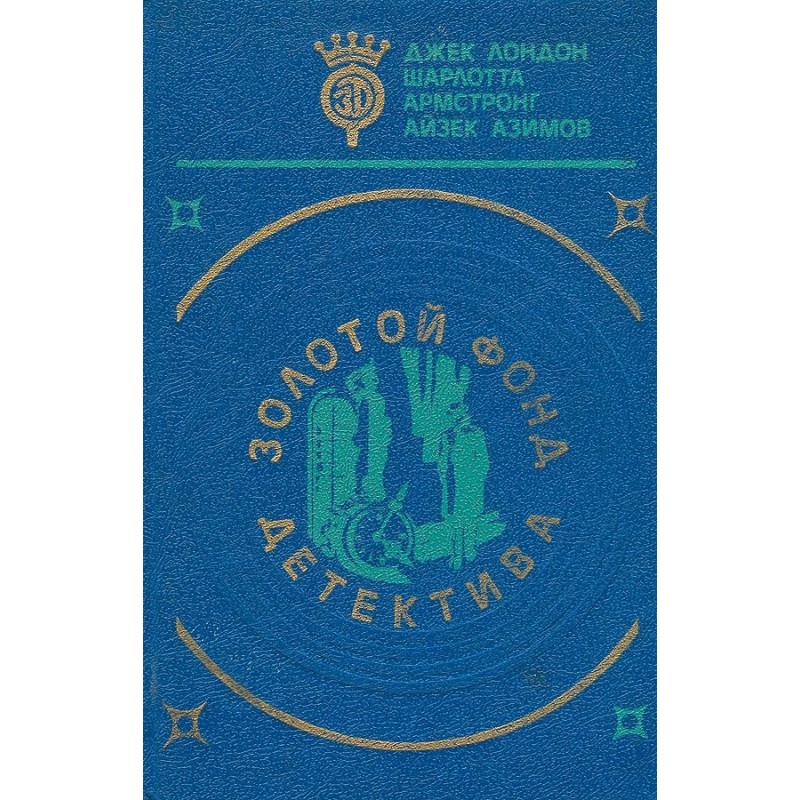 ДЖЕК ЛОНДОН
ШАРЛОТТА
АРМСТРОНГ
АЙЗЕК АЗИМОВ
ЗОЛОТОЙ ФОНД
ДЕТЕКТИВА